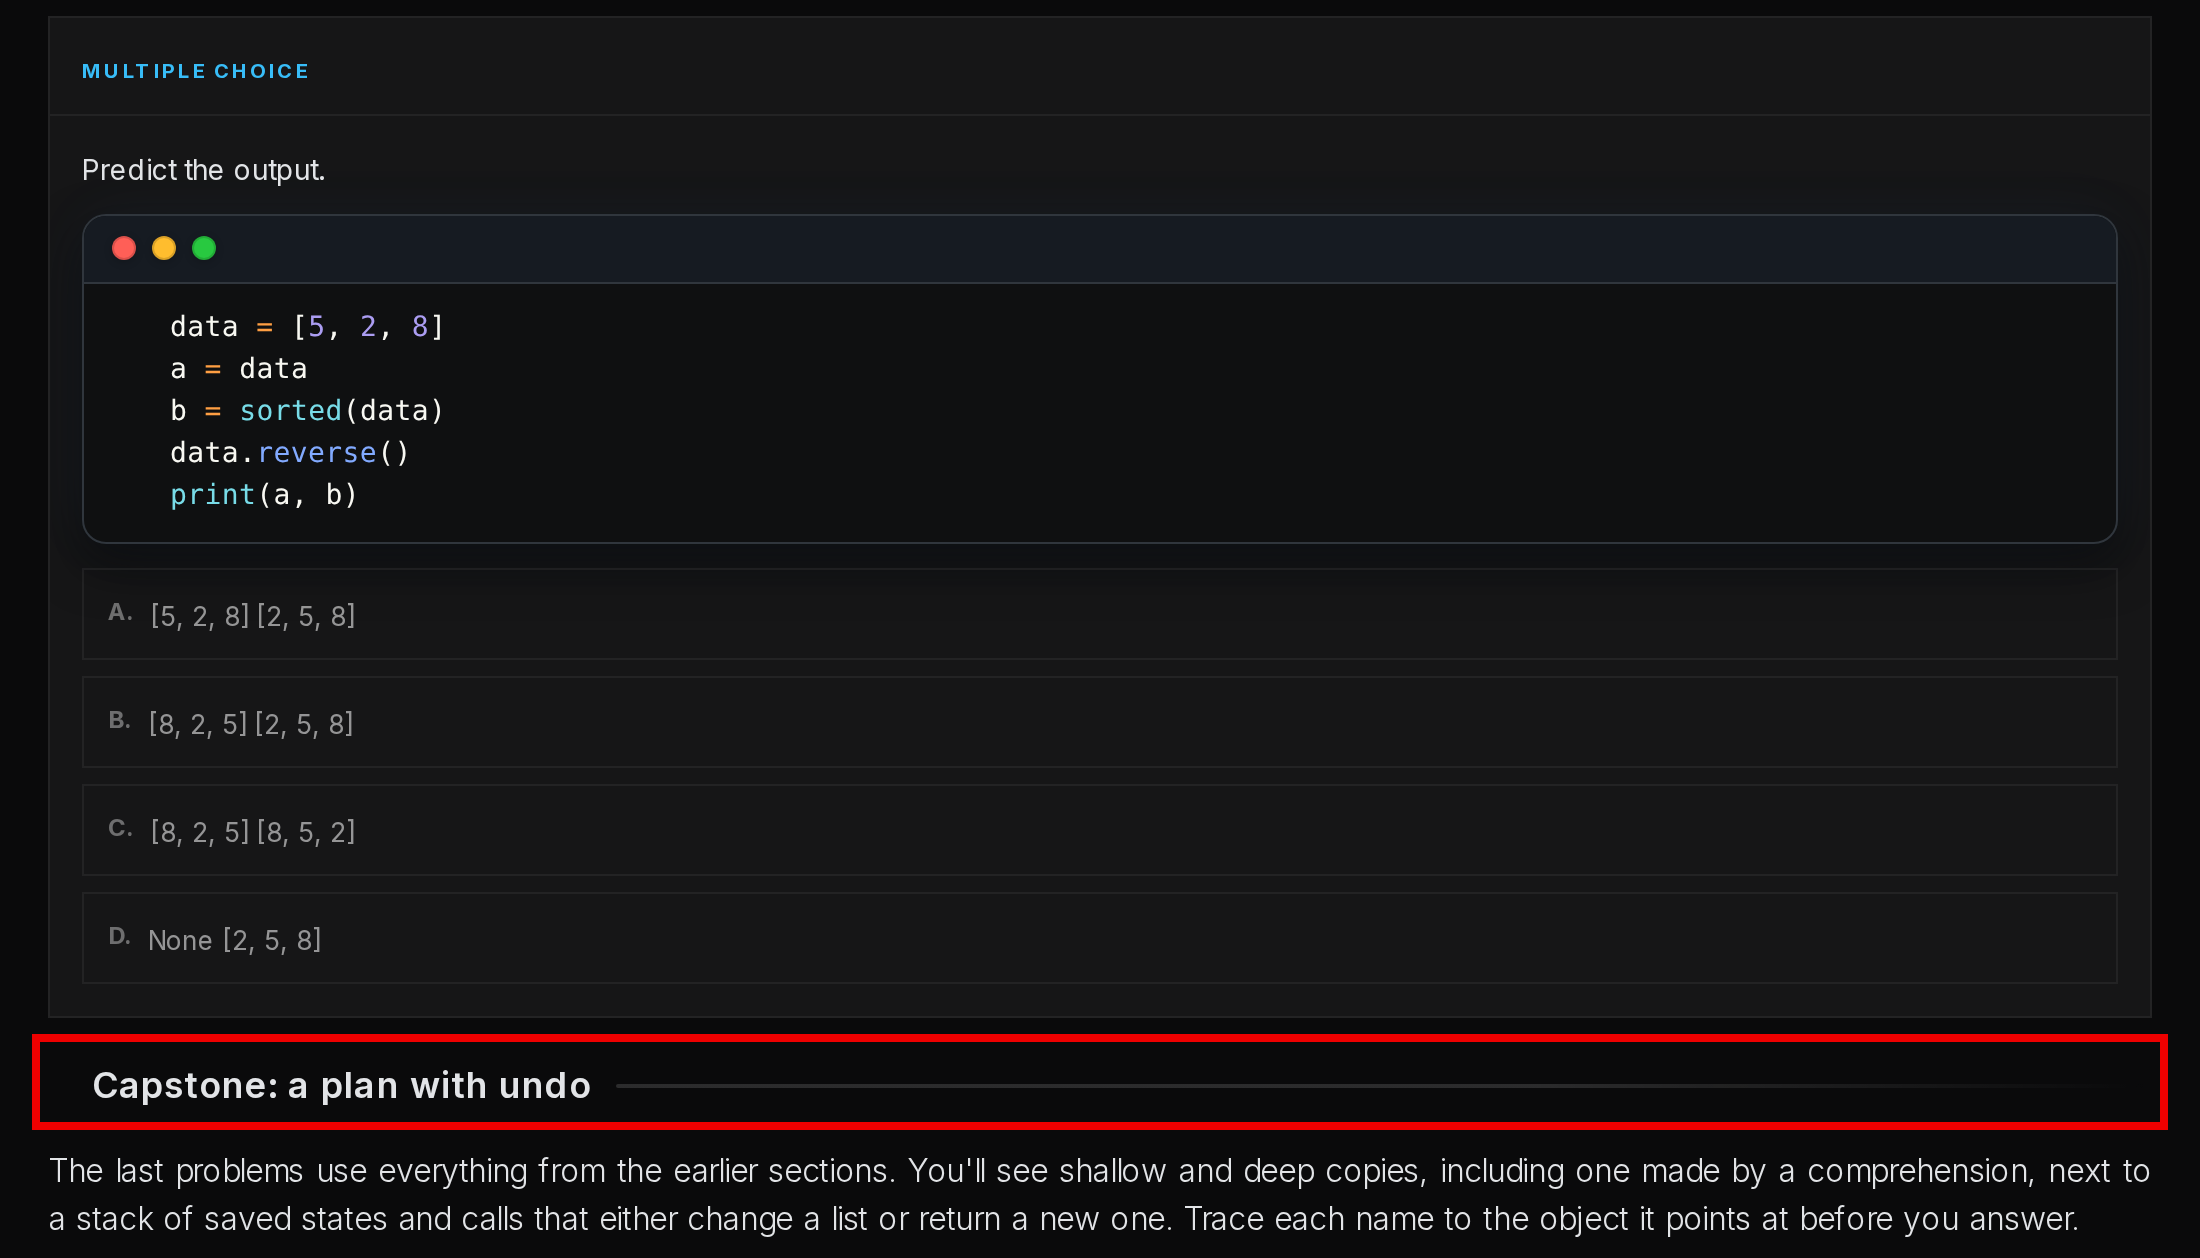 MULTIPLE CHOICE
Predict the output.
data = [5, 2, 8]
a = data
b = sorted(data)
data.reverse()
print(a, b)
A. [5, 2, 8] [2, 5, 8]
B. [8, 2, 5] [2, 5, 8]
C. [8, 2, 5] [8, 5, 2]
D. None [2, 5, 8]
Capstone: a plan with undo
The last problems use everything from the earlier sections. You'll see shallow and deep copies, including one made by a comprehension, next to
a stack of saved states and calls that either change a list or return a new one. Trace each name to the object it points at before you answer.